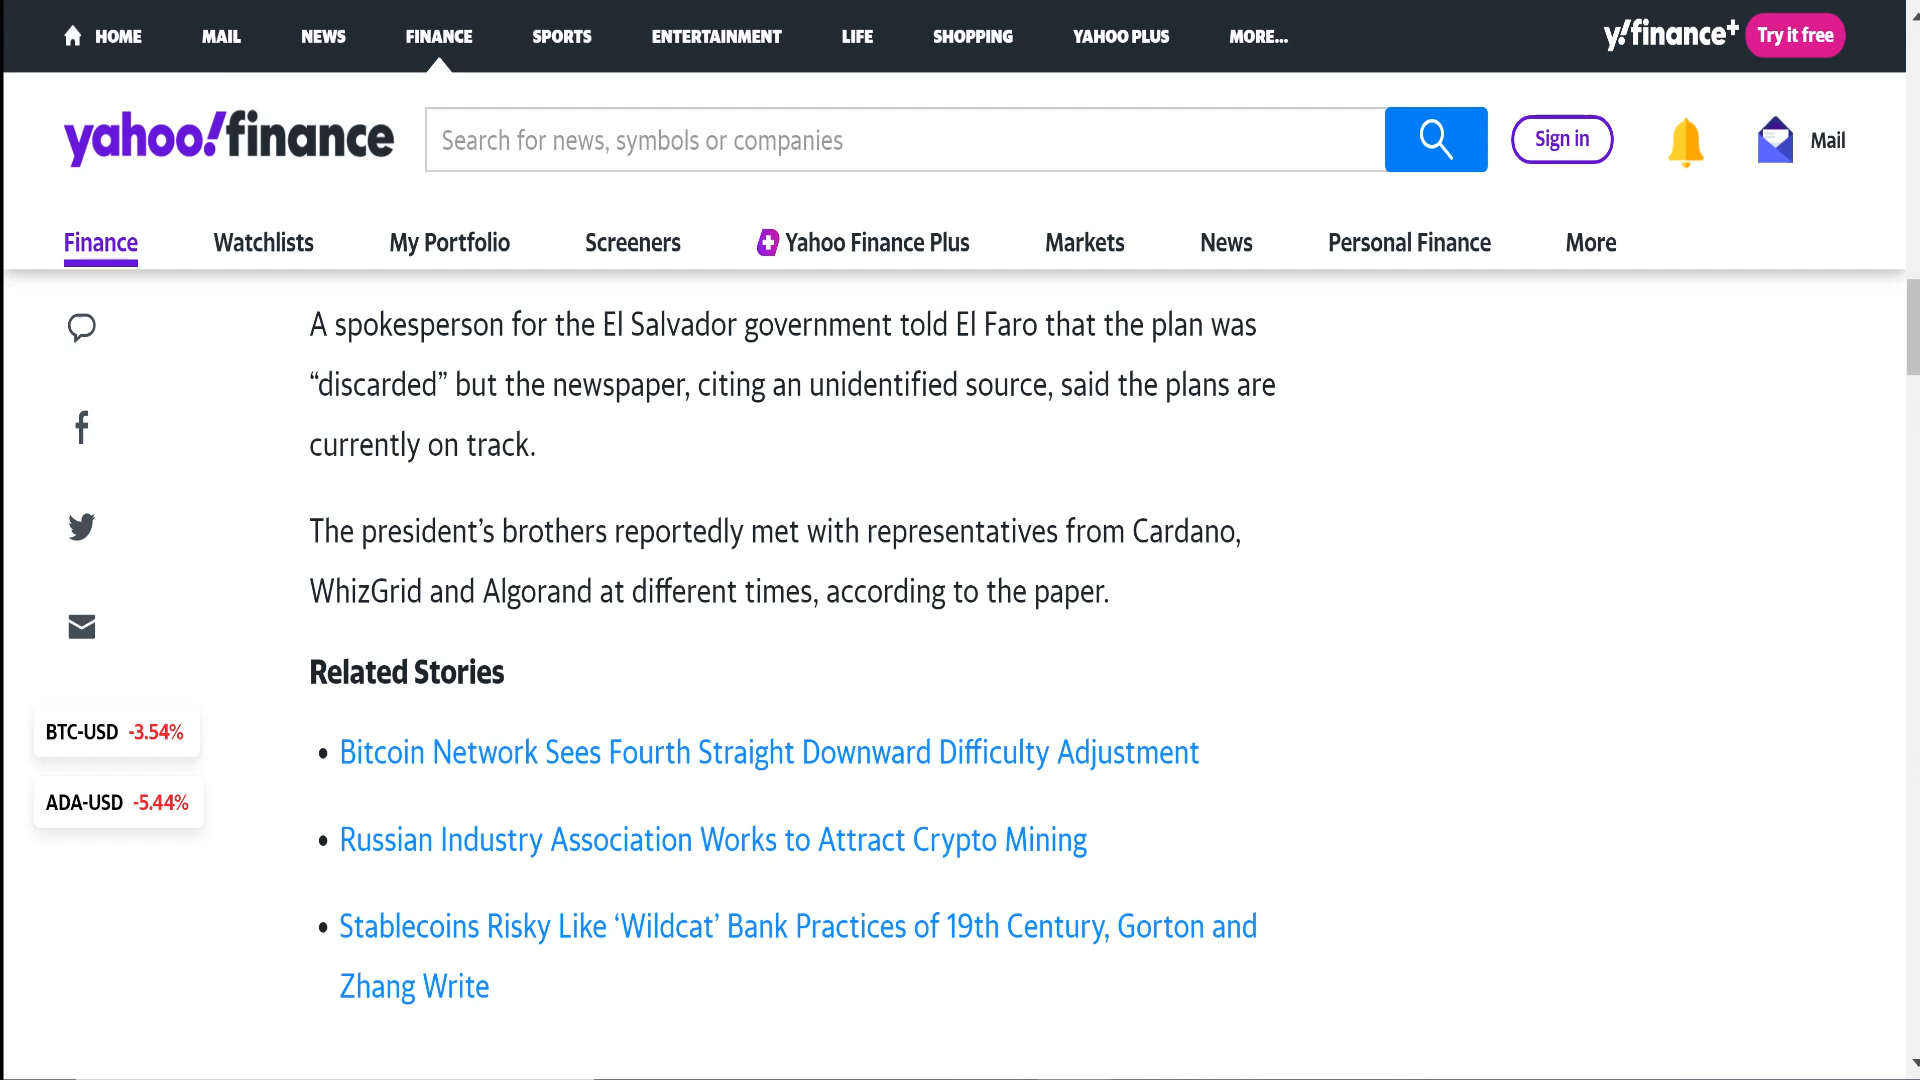 HOME MAIL NEWS FINANCE SPORTS ENTERTAINMENT LIFE SHOPPING YAHOO PLUS MORE... y!finance+ Try it free
yahoo!finance Search for news, symbols or companies Sign in Mail
Finance Watchlists My Portfolio Screeners Yahoo Finance Plus Markets News Personal Finance More
A spokesperson for the El Salvador government told El Faro that the plan was
“discarded” but the newspaper, citing an unidentified source, said the plans are
currently on track.
The president’s brothers reportedly met with representatives from Cardano,
WhizGrid and Algorand at different times, according to the paper.
Related Stories
BTC-USD -3.54%
• Bitcoin Network Sees Fourth Straight Downward Difficulty Adjustment
ADA-USD -5.44%
• Russian Industry Association Works to Attract Crypto Mining
• Stablecoins Risky Like ‘Wildcat’ Bank Practices of 19th Century, Gorton and
Zhang Write